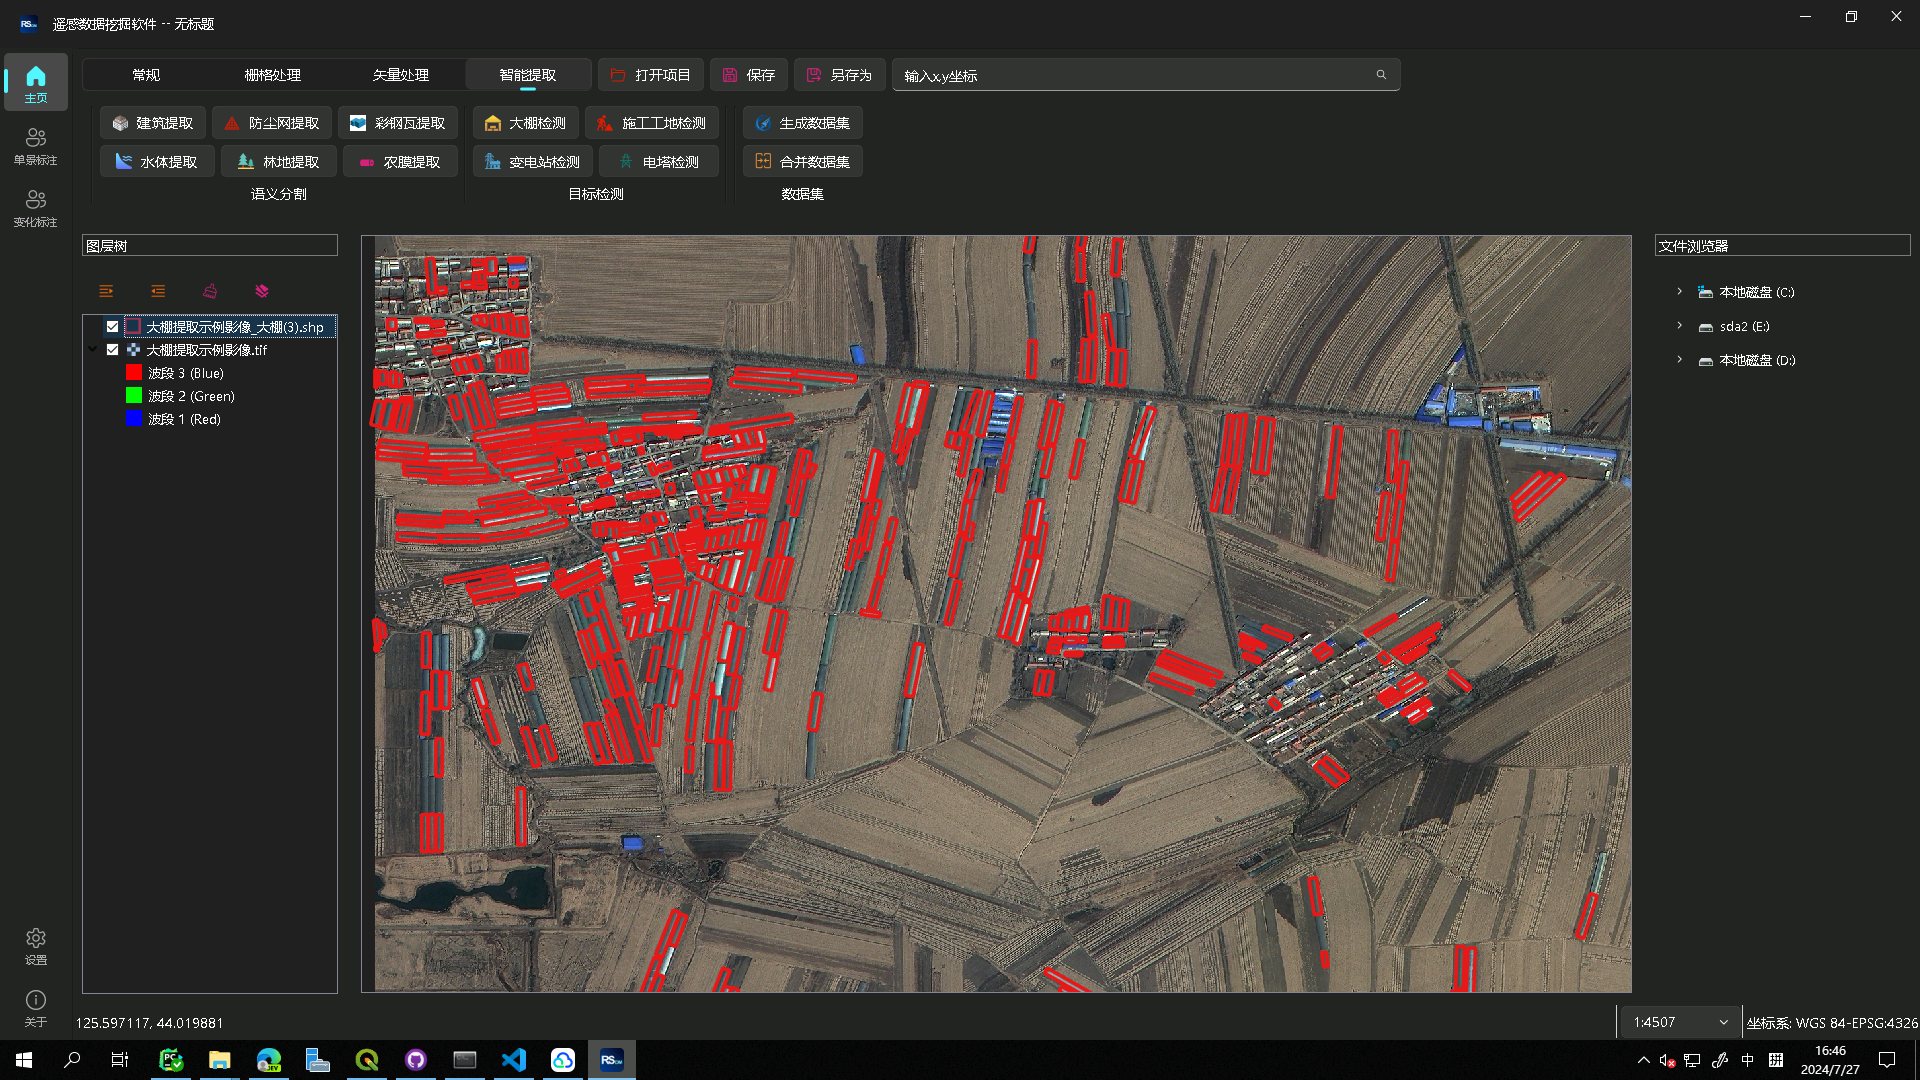 遥感数据挖掘软件 -- 无标题
主页
单景标注
变化标注
设置
关于
常规
栅格处理
矢量处理
智能提取
打开项目
保存
另存为
输入x,y坐标
建筑提取
防尘网提取
彩钢瓦提取
大棚检测
施工工地检测
生成数据集
水体提取
林地提取
农膜提取
变电站检测
电塔检测
合并数据集
语义分割
目标检测
数据集
图层树
大棚提取示例影像_大棚(3).shp
大棚提取示例影像.tif
波段 3 (Blue)
波段 2 (Green)
波段 1 (Red)
文件浏览器
本地磁盘 (C:)
sda2 (E:)
本地磁盘 (D:)
125.597117, 44.019881
1:4507
坐标系: WGS 84-EPSG:4326
中
拼
16:46
2024/7/27